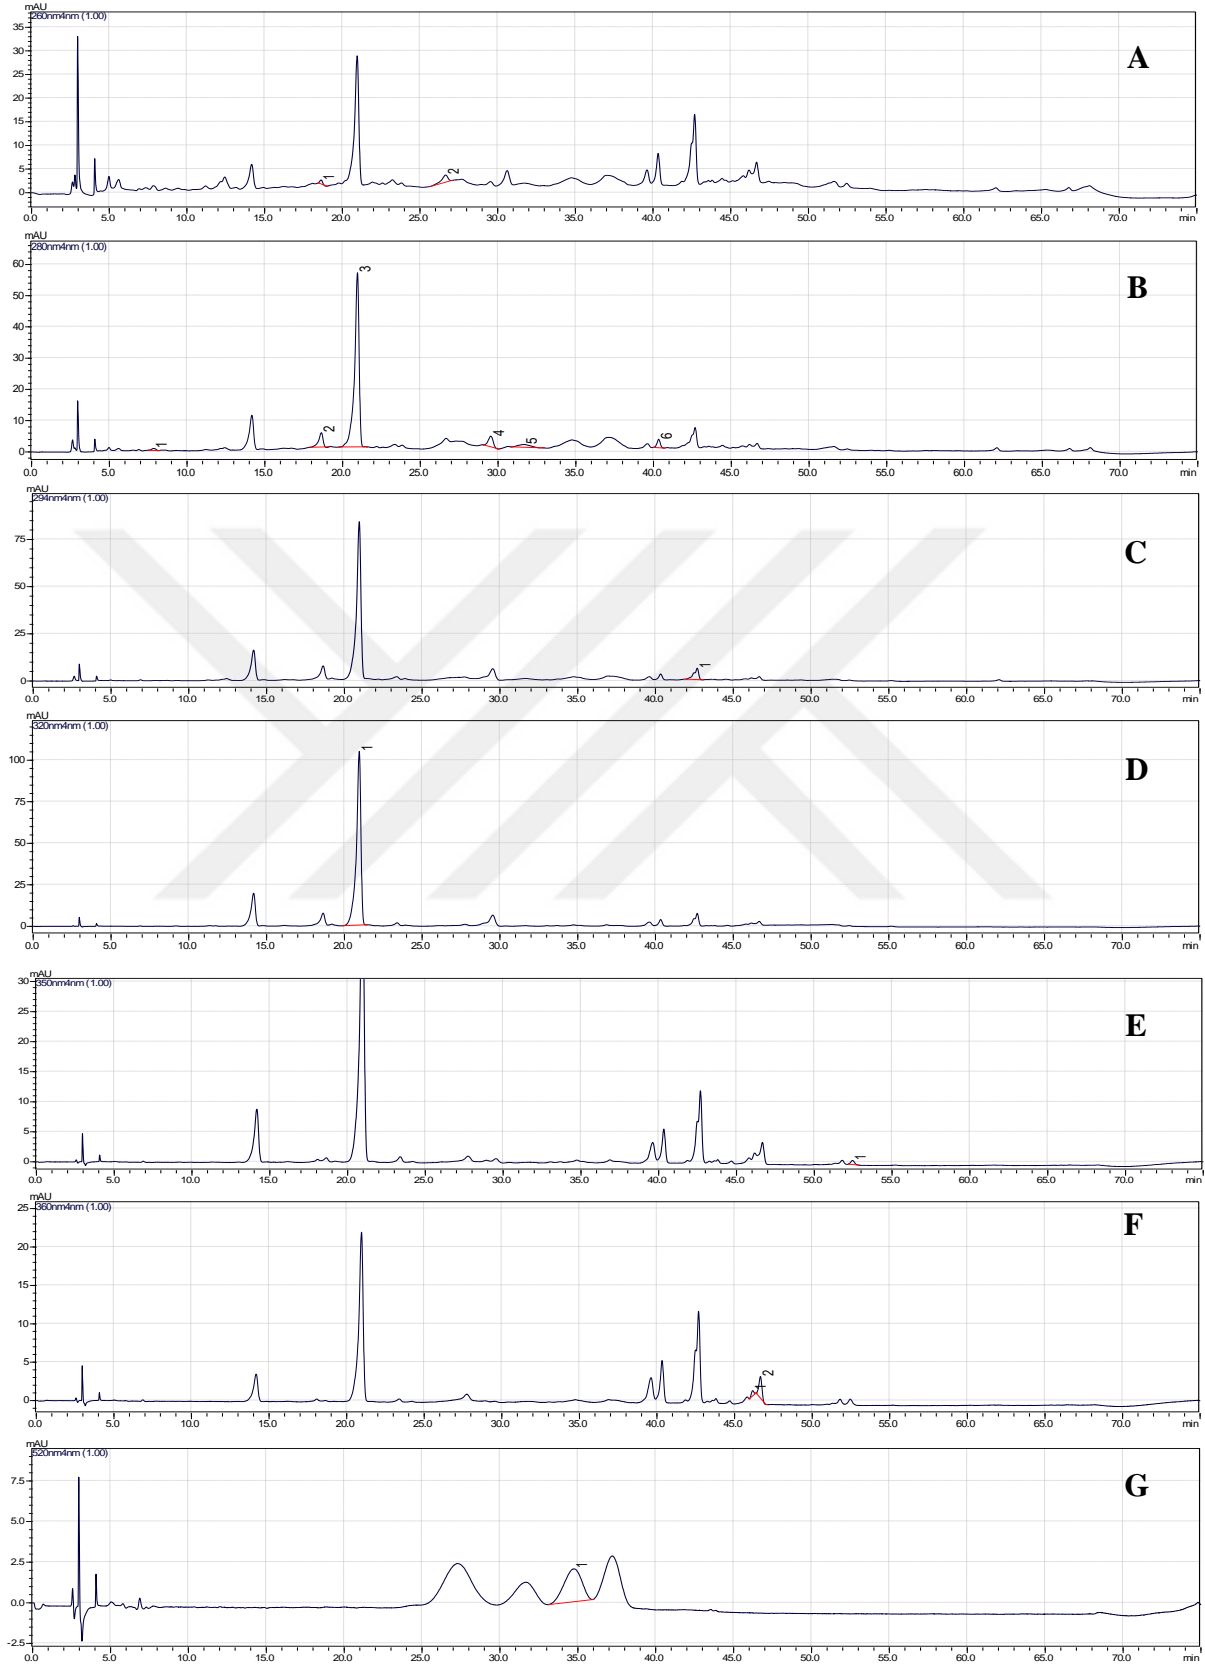 mAU
260nm4nm (1.00)
A
35
30
25
20
15
10
5
0
1
2
0.0 5.0 10.0 15.0 20.0 25.0 30.0 35.0 40.0 45.0 50.0 55.0 60.0 65.0 70.0 min
mAU
280nm4nm (1.00)
B
60
50
40
30
20
10
0
1
2
3
4
5
6
0.0 5.0 10.0 15.0 20.0 25.0 30.0 35.0 40.0 45.0 50.0 55.0 60.0 65.0 70.0 min
mAU
294nm4nm (1.00)
C
75
50
25
0
1
0.0 5.0 10.0 15.0 20.0 25.0 30.0 35.0 40.0 45.0 50.0 55.0 60.0 65.0 70.0 min
mAU
320nm4nm (1.00)
D
100
75
50
25
0
1
0.0 5.0 10.0 15.0 20.0 25.0 30.0 35.0 40.0 45.0 50.0 55.0 60.0 65.0 70.0 min
mAU
350nm4nm (1.00)
E
30
25
20
15
10
5
0
1
0.0 5.0 10.0 15.0 20.0 25.0 30.0 35.0 40.0 45.0 50.0 55.0 60.0 65.0 70.0 min
mAU
360nm4nm (1.00)
F
25
20
15
10
5
0
1
2
0.0 5.0 10.0 15.0 20.0 25.0 30.0 35.0 40.0 45.0 50.0 55.0 60.0 65.0 70.0 min
mAU
520nm4nm (1.00)
G
7.5
5.0
2.5
0.0
-2.5
1
0.0 5.0 10.0 15.0 20.0 25.0 30.0 35.0 40.0 45.0 50.0 55.0 60.0 65.0 70.0 min